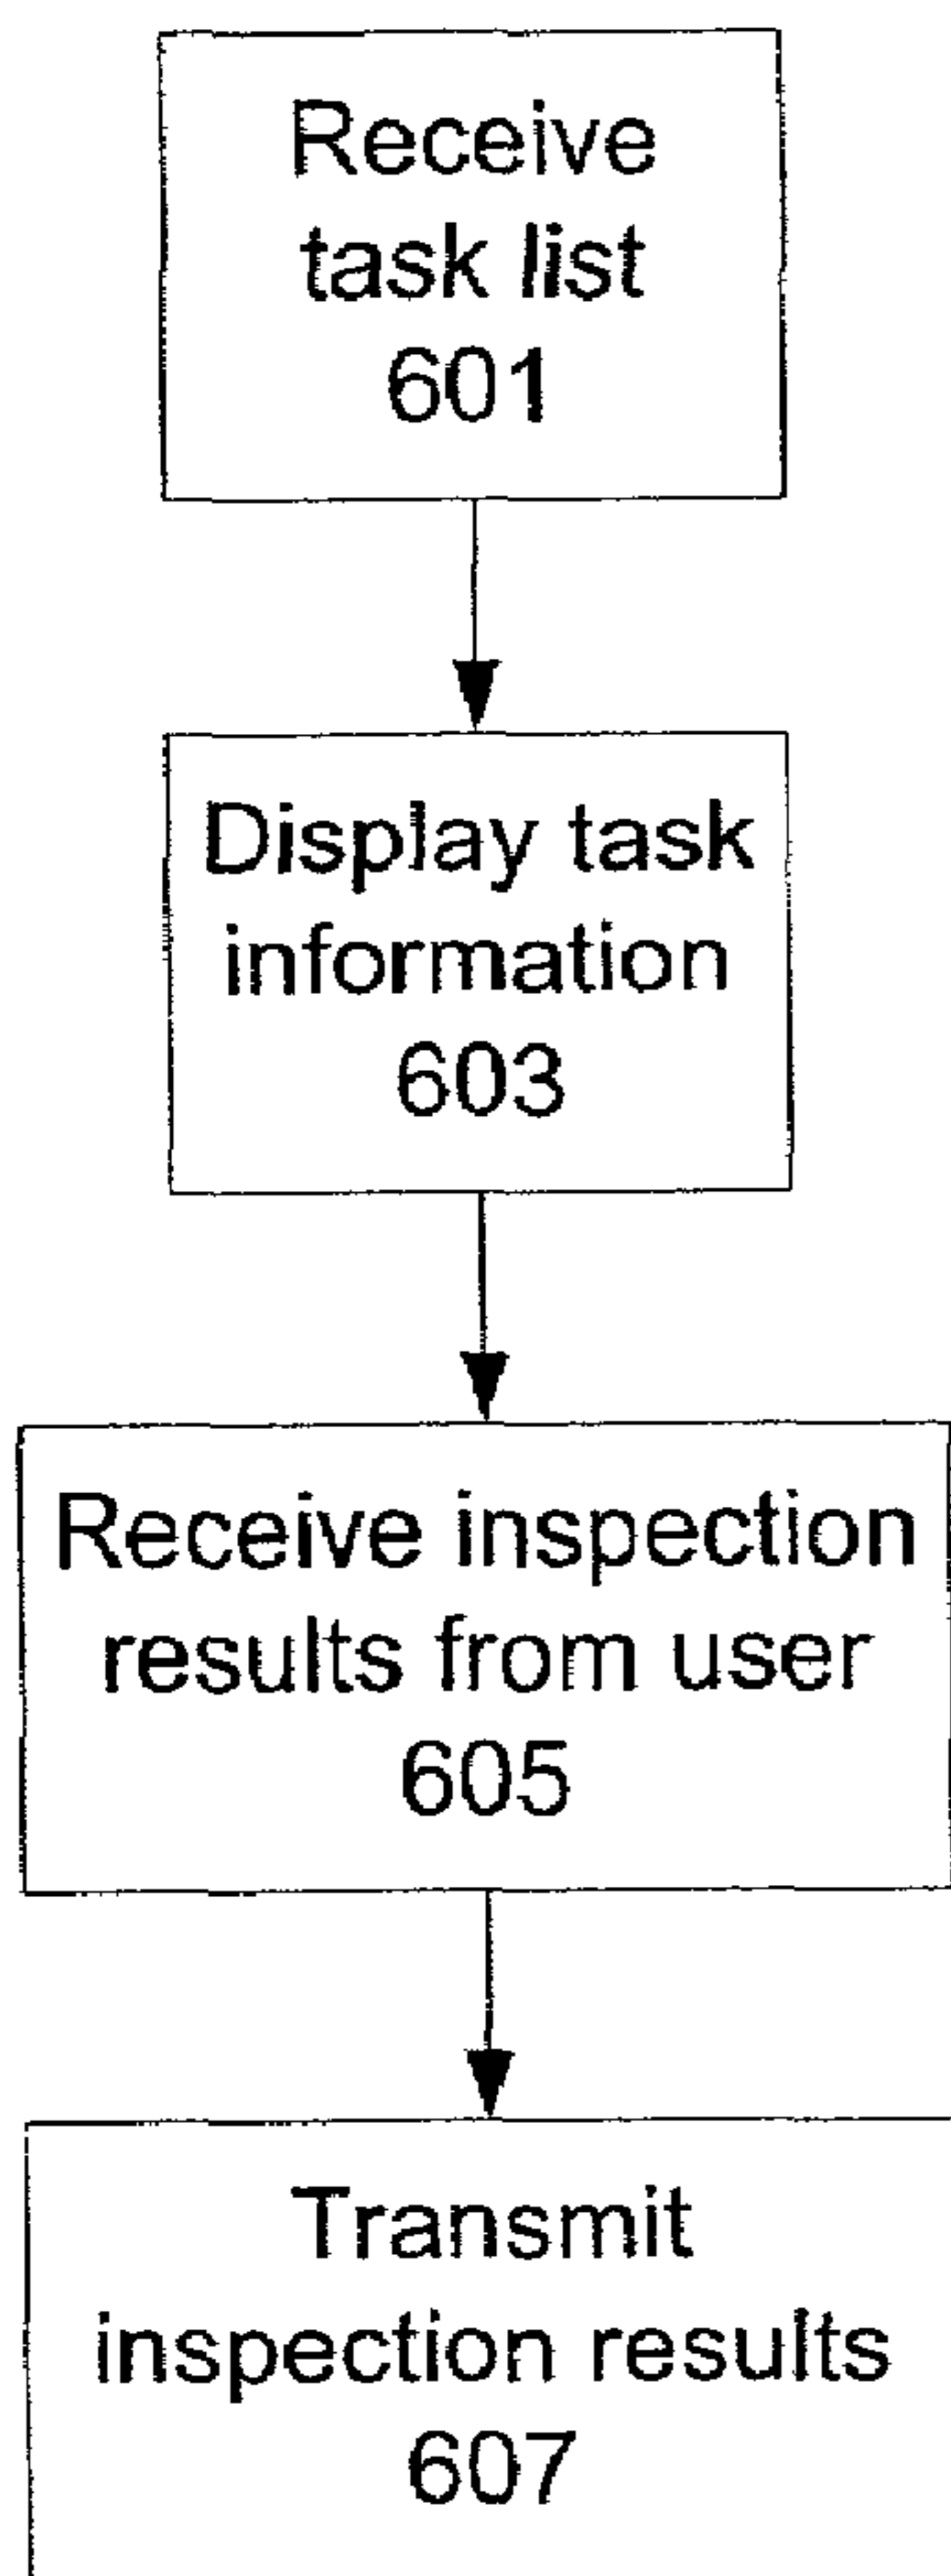 Receive
task list
601
Display task
information
603
Receive inspection
results from user
605
Transmit
inspection results
607